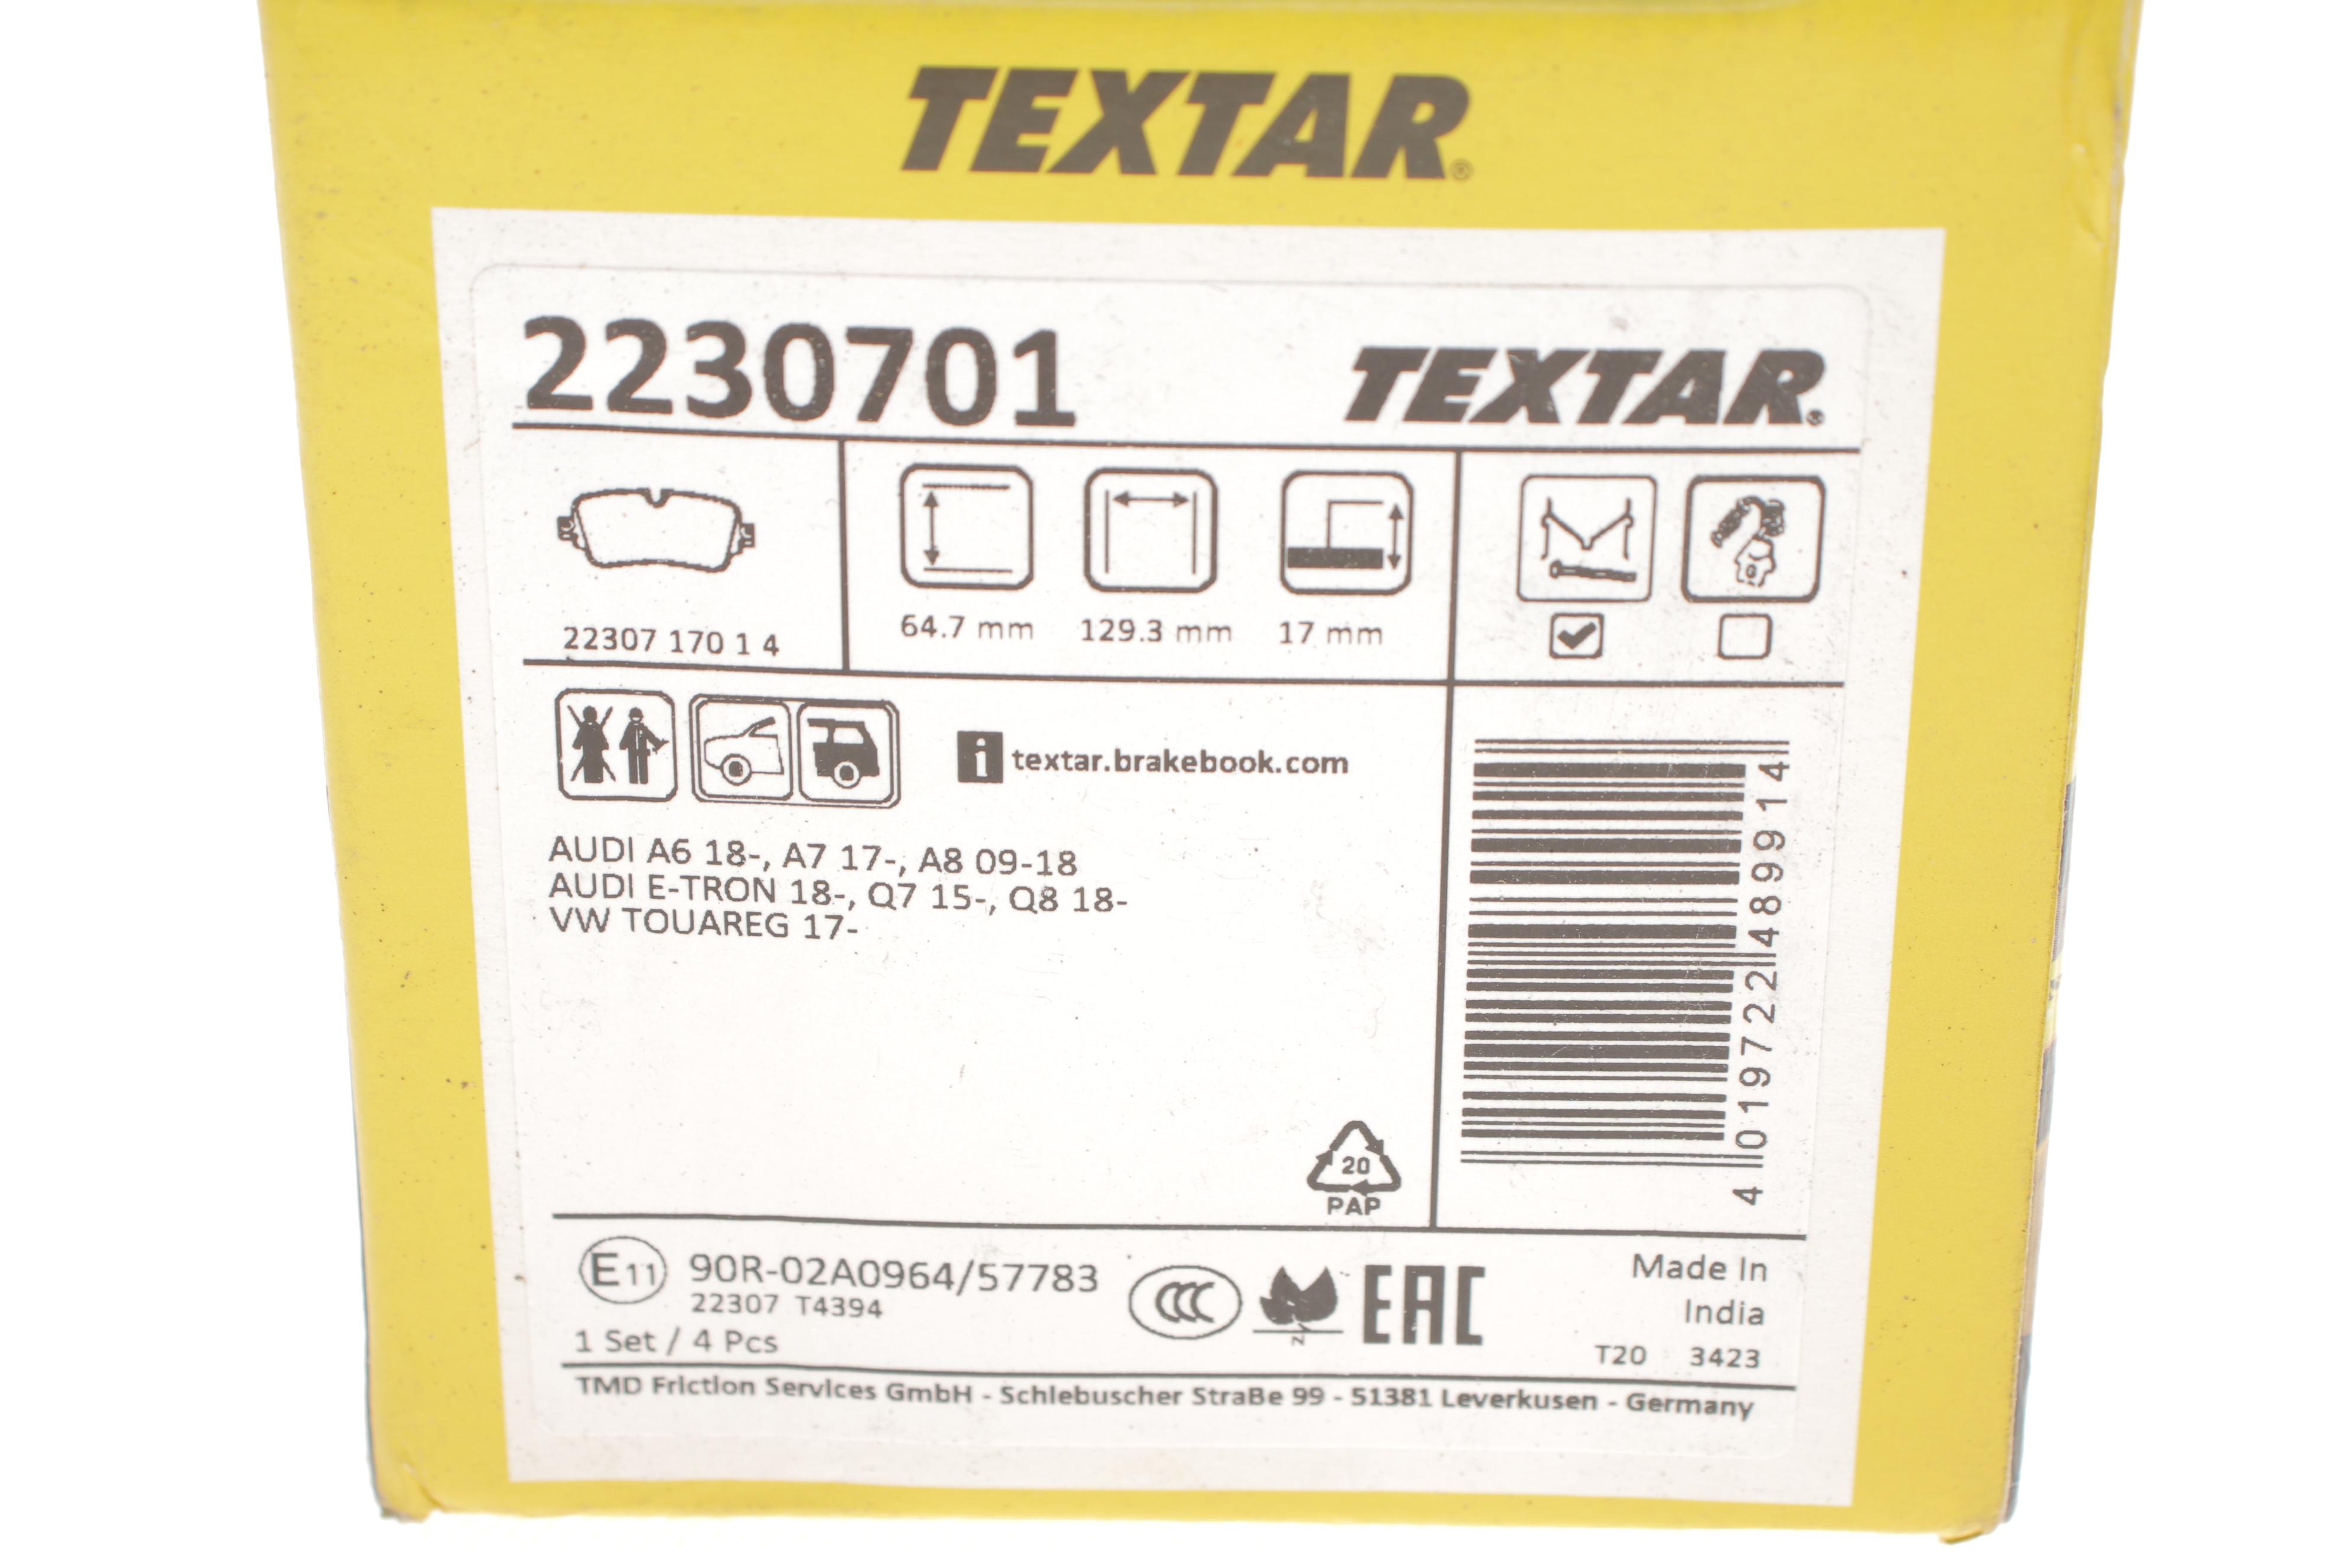 TEXTAR®
2230701
TEXTAR®
22307 170 1 4
64.7 mm 129.3 mm 17 mm
i textar.brakebook.com
AUDI A6 18-, A7 17-, A8 09-18
AUDI E-TRON 18-, Q7 15-, Q8 18-
VW TOUAREG 17-
4 019722 489914
20
PAP
E11 90R-02A0964/57783
22307 T4394
1 Set / 4 Pcs
CCC
EAC
Made In
India
T20 3423
TMD Friction Services GmbH - Schlebuscher StraBe 99 - 51381 Leverkusen - Germany